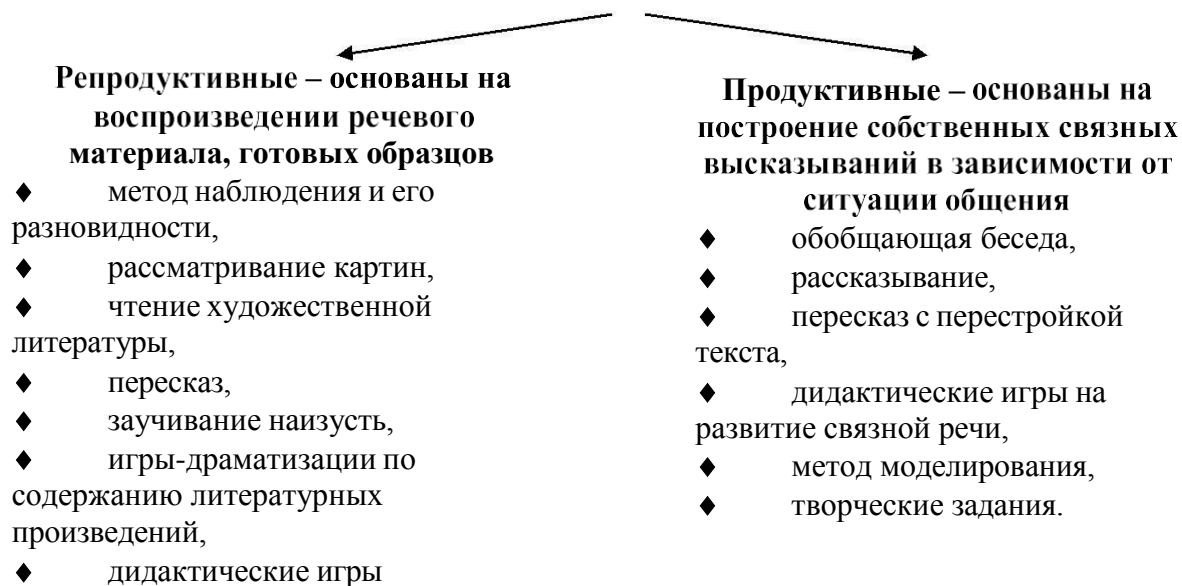 Репродуктивные – основаны на
воспроизведении речевого
материала, готовых образцов
♦ метод наблюдения и его
разновидности,
♦ рассматривание картин,
♦ чтение художественной
литературы,
♦ пересказ,
♦ заучивание наизусть,
♦ игры-драматизации по
содержанию литературных
произведений,
♦ дидактические игры
Продуктивные – основаны на
построение собственных связных
высказываний в зависимости от
ситуации общения
♦ обобщающая беседа,
♦ рассказывание,
♦ пересказ с перестройкой
текста,
♦ дидактические игры на
развитие связной речи,
♦ метод моделирования,
♦ творческие задания.